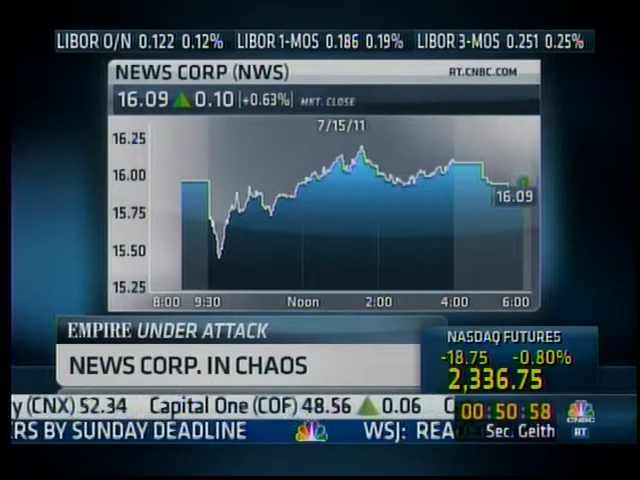 LIBOR O/N 0.122 0.12% LIBOR 1-MOS 0.186 0.19% LIBOR 3-MOS 0.251 0.25%
NEWS CORP (NWS) RT.CNBC.COM
16.09 0.10 (+0.63%) MKT. CLOSE
7/15/11
16.25
16.00
16.09
15.75
15.50
15.25
8:00 9:30 Noon 2:00 4:00 6:00
EMPIRE UNDER ATTACK
NEWS CORP. IN CHAOS
NASDAQ FUTURES
-18.75 -0.80%
2,336.75
y (CNX) 52.34 Capital One (COF) 48.56 0.06 C
00:50:58
CNBC
RS BY SUNDAY DEADLINE WSJ: REA
Sec. Geith
RT